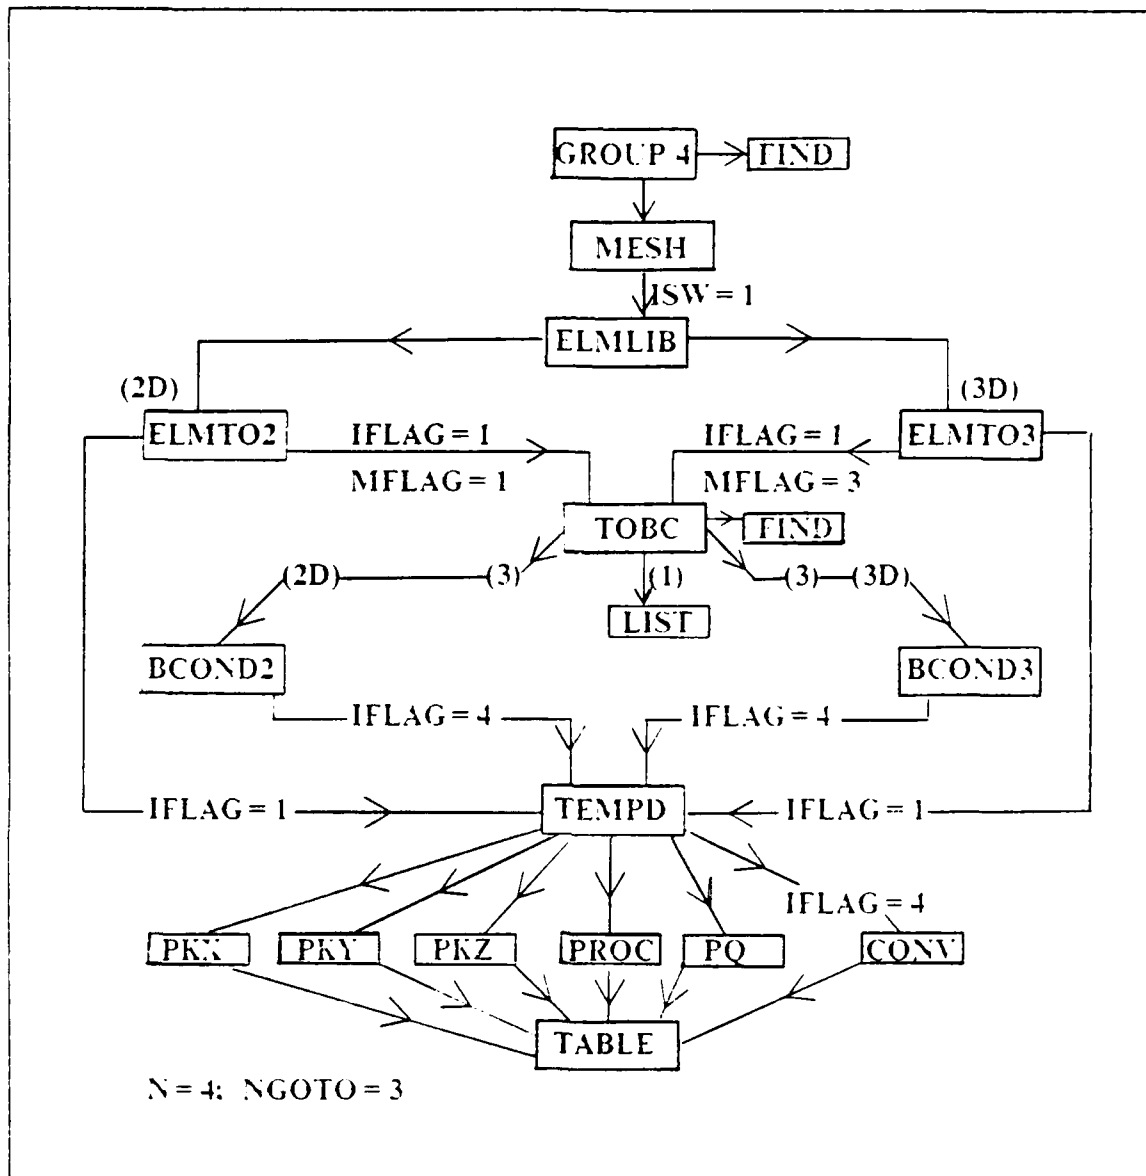 GROUP 4 FIND
MESH
ISW = 1
ELMLIB
(2D) (3D)
ELMTO2 IFLAG = 1 IFLAG = 1 ELMTO3
MFLAG = 1 MFLAG = 3
TOBC FIND
(2D) (3) (1) (3) (3D)
LIST
BCOND2 BCOND3
IFLAG = 4 IFLAG = 4
IFLAG = 1 TEMPD IFLAG = 1
IFLAG = 4
PKX PKY PKZ PROC PQ CONV
TABLE
N = 4; NGOTO = 3